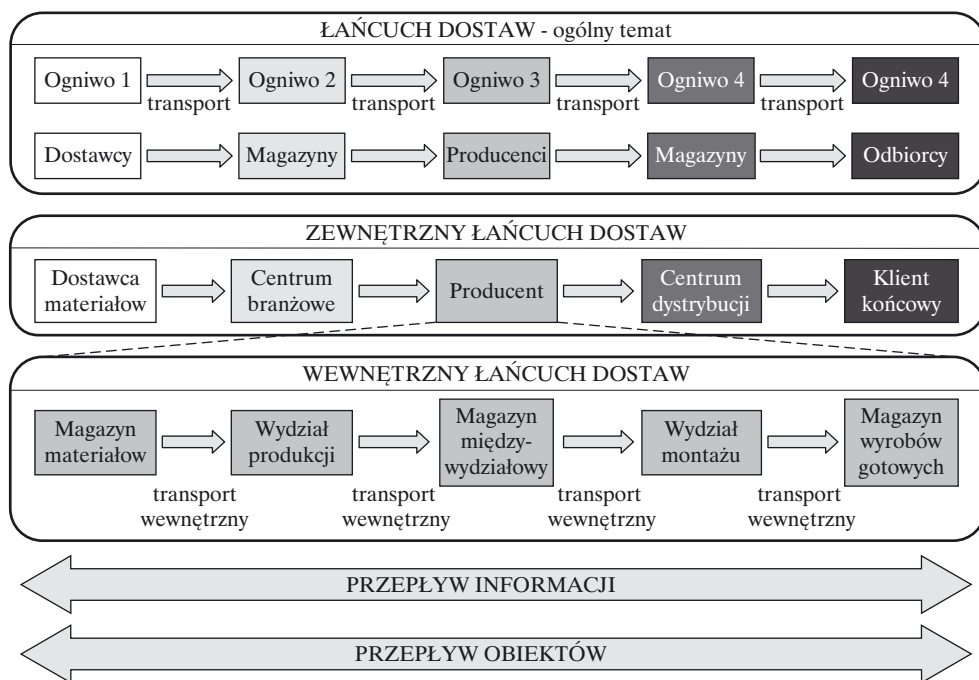 ŁAŃCUCH DOSTAW - ogólny temat
Ogniwo 1 Ogniwo 2 Ogniwo 3 Ogniwo 4 Ogniwo 4
transport transport transport transport
Dostawcy Magazyny Producenci Magazyny Odbiorcy
ZEWNĘTRZNY ŁAŃCUCH DOSTAW
Dostawca Centrum Producent Centrum Klient
materiałow branżowe dystrybucji końcowy
WEWNĘTRZNY ŁAŃCUCH DOSTAW
Magazyn Wydział Magazyn Wydział Magazyn
materiałow produkcji między- montażu wyrobów
wydziałowy gotowych
transport transport transport transport
wewnętrzny wewnętrzny wewnętrzny wewnętrzny
PRZEPŁYW INFORMACJI
PRZEPŁYW OBIEKTÓW